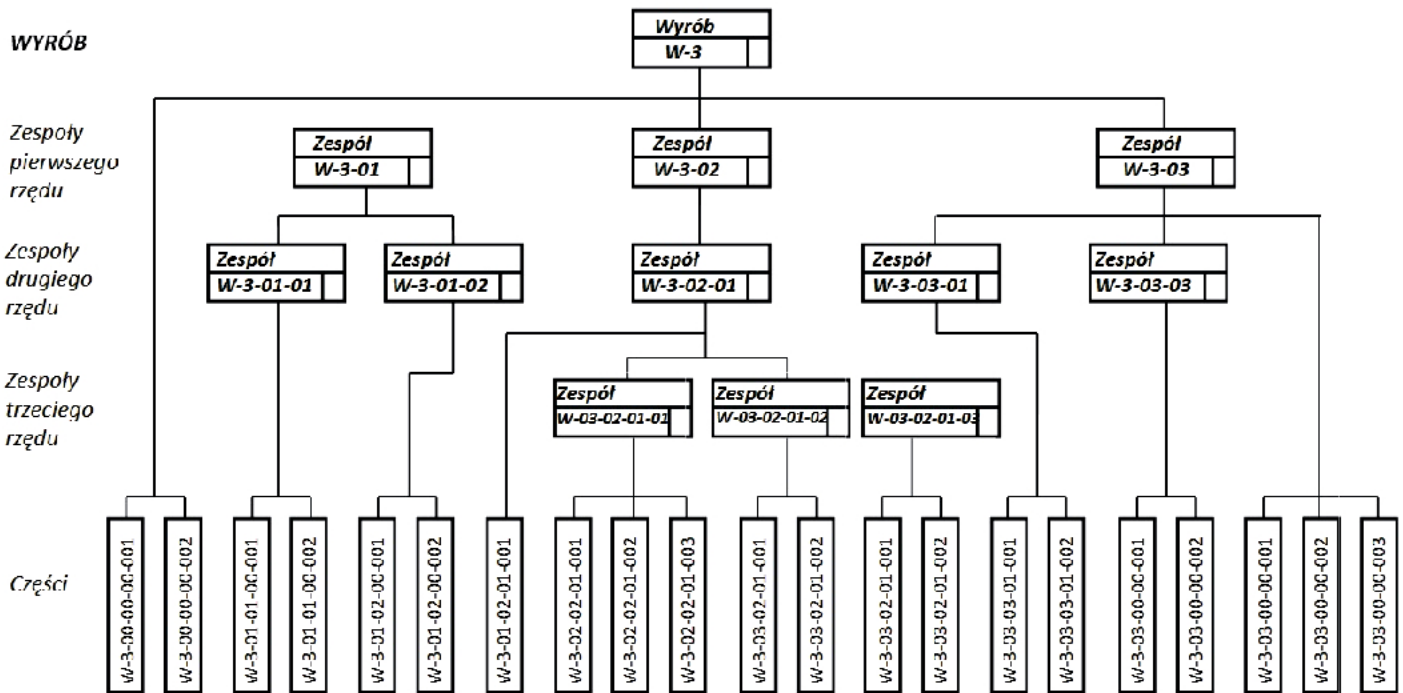 WYRÓB
Wyrób
W-3
Zespoły
pierwszego
rzędu
Zespół
W-3-01
Zespół
W-3-02
Zespół
W-3-03
Zespoły
drugiego
rzędu
Zespół
W-3-01-01
Zespół
W-3-01-02
Zespół
W-3-02-01
Zespół
W-3-03-01
Zespół
W-3-03-03
Zespoły
trzeciego
rzędu
Zespół
W-03-02-01-01
Zespół
W-03-02-01-02
Zespół
W-03-02-01-03
Części
W-3-00-00-00-001
W-3-00-00-00-002
W-3-01-01-00-001
W-3-01-01-00-002
W-3-01-02-00-001
W-3-01-02-00-002
W-3-01-02-01-001
W-3-02-02-01-001
W-3-02-02-01-002
W-3-02-02-01-003
W-3-03-02-01-001
W-3-03-02-01-002
W-3-03-02-01-001
W-3-03-02-01-002
W-3-03-03-01-001
W-3-03-03-01-002
W-3-03-00-00-001
W-3-03-00-00-002
W-3-03-00-00-001
W-3-03-00-00-002
W-3-03-00-00-003